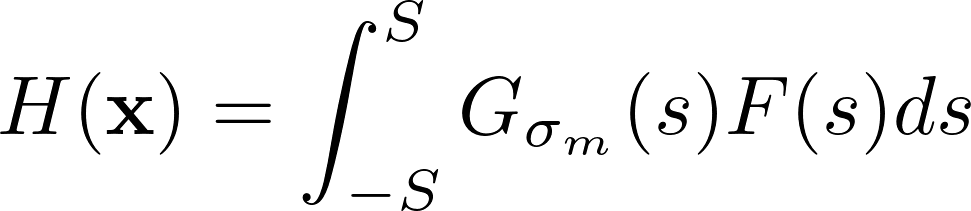 H(𝐱) = ∫_{-S}^{S} G_{σ_m}(s)F(s)ds